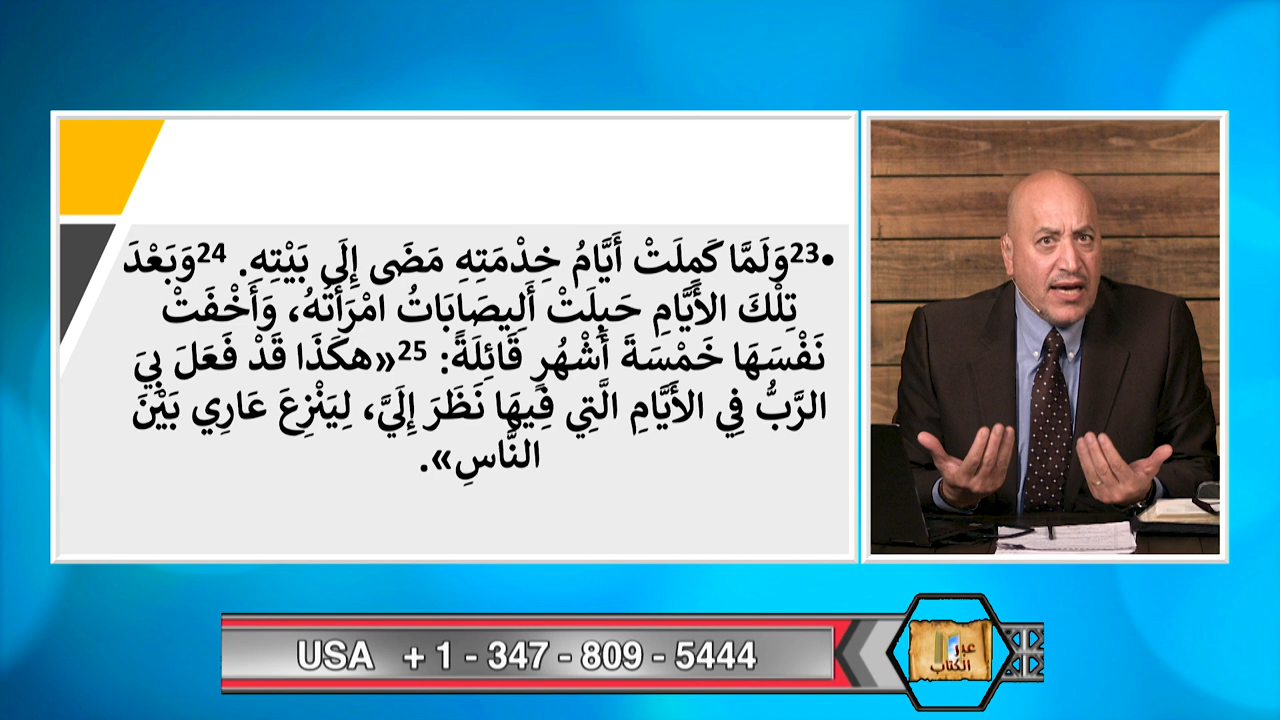 •23وَلَمَّا كَمِلَتْ أَيَّامُ خِدْمَتِهِ مَضَى إِلَى بَيْتِهِ. 24وَبَعْدَ
تِلْكَ الأَيَّامِ حَبِلَتْ أَلِيصَابَاتُ امْرَأَتُهُ، وَأَخْفَتْ
نَفْسَهَا خَمْسَةَ أَشْهُرٍ قَائِلَةً: 25«هكَذَا قَدْ فَعَلَ بِيَ
الرَّبُّ فِي الأَيَّامِ الَّتِي فِيهَا نَظَرَ إِلَيَّ، لِيَنْزِعَ عَارِي بَيْنَ
النَّاسِ».
USA + 1 - 347 - 809 - 5444
عبر
الكتاب